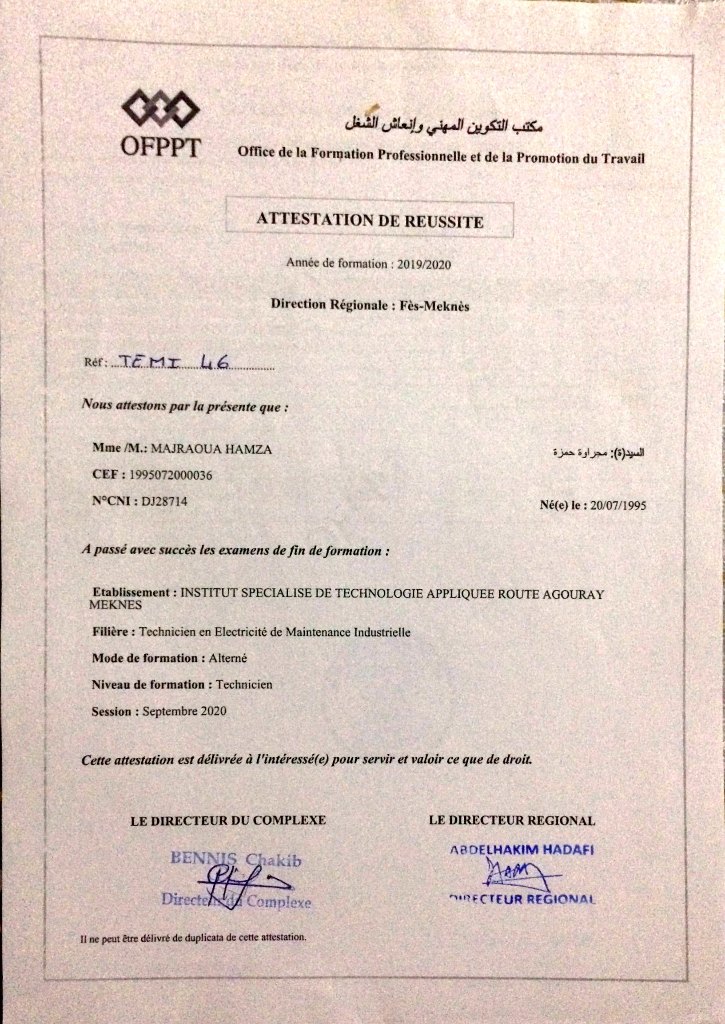 OFPPT
مكتب التكوين المهني وإنعاش الشغل
Office de la Formation Professionnelle et de la Promotion du Travail
ATTESTATION DE REUSSITE
Année de formation : 2019/2020
Direction Régionale : Fès-Meknès
Réf : TEMI 46
Nous attestons par la présente que :
Mme /M.: MAJRAOUA HAMZA
السيد(ة): مجراوة حمزة
CEF : 1995072000036
N°CNI : DJ28714
Né(e) le : 20/07/1995
A passé avec succès les examens de fin de formation :
Etablissement : INSTITUT SPECIALISE DE TECHNOLOGIE APPLIQUEE ROUTE AGOURAY
MEKNES
Filière : Technicien en Electricité de Maintenance Industrielle
Mode de formation : Alterné
Niveau de formation : Technicien
Session : Septembre 2020
Cette attestation est délivrée à l'intéressé(e) pour servir et valoir ce que de droit.
LE DIRECTEUR DU COMPLEXE
LE DIRECTEUR REGIONAL
BENNIS Chakib
Directeur du Complexe
ABDELHAKIM HADAFI
DIRECTEUR REGIONAL
Il ne peut être délivré de duplicata de cette attestation.